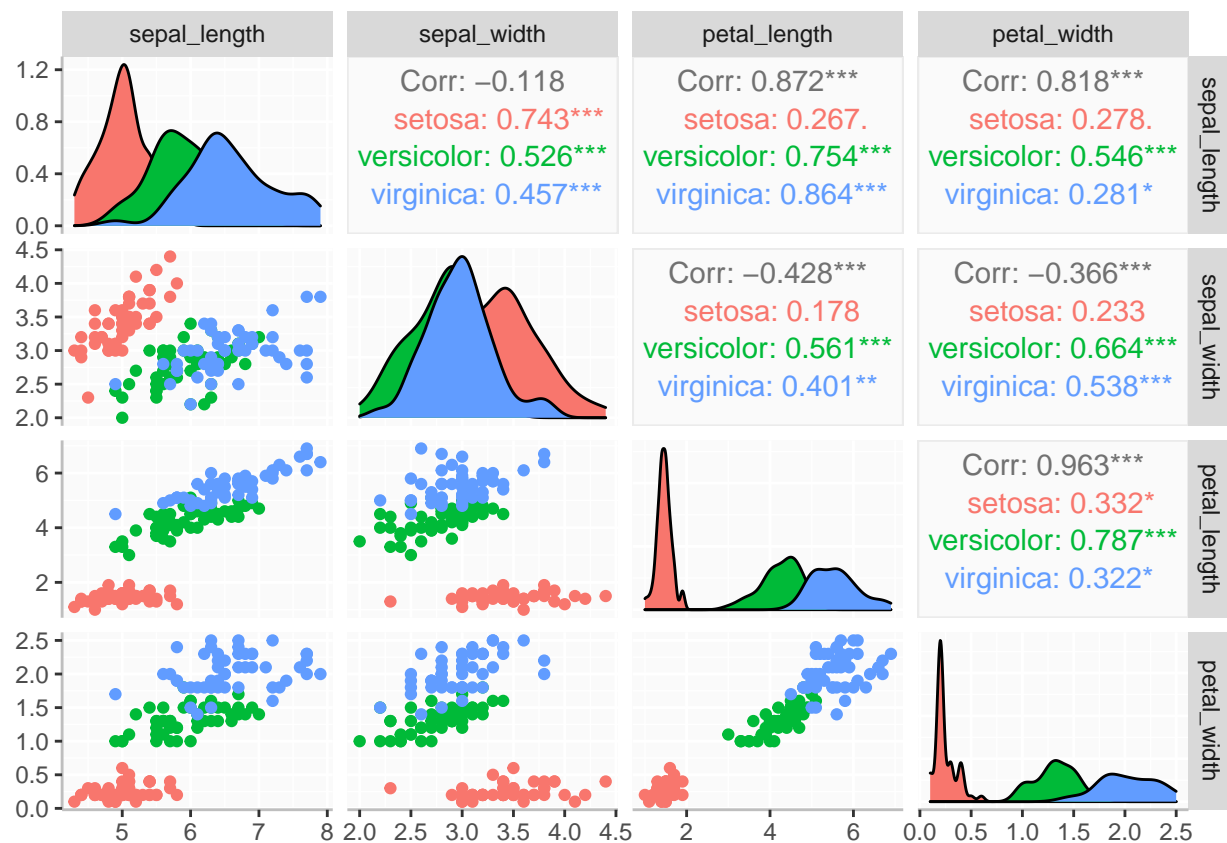 sepal_length
sepal_width
petal_length
petal_width
1.2
0.8
0.4
0.0
Corr: −0.118
setosa: 0.743***
versicolor: 0.526***
virginica: 0.457***
Corr: 0.872***
setosa: 0.267.
versicolor: 0.754***
virginica: 0.864***
Corr: 0.818***
setosa: 0.278.
versicolor: 0.546***
virginica: 0.281*
sepal_length
4.5
4.0
3.5
3.0
2.5
2.0
Corr: −0.428***
setosa: 0.178
versicolor: 0.561***
virginica: 0.401**
Corr: −0.366***
setosa: 0.233
versicolor: 0.664***
virginica: 0.538***
sepal_width
6
4
2
Corr: 0.963***
setosa: 0.332*
versicolor: 0.787***
virginica: 0.322*
petal_length
2.5
2.0
1.5
1.0
0.5
0.0
petal_width
5 6 7 8
2.0 2.5 3.0 3.5 4.0 4.5
2 4 6
0.0 0.5 1.0 1.5 2.0 2.5